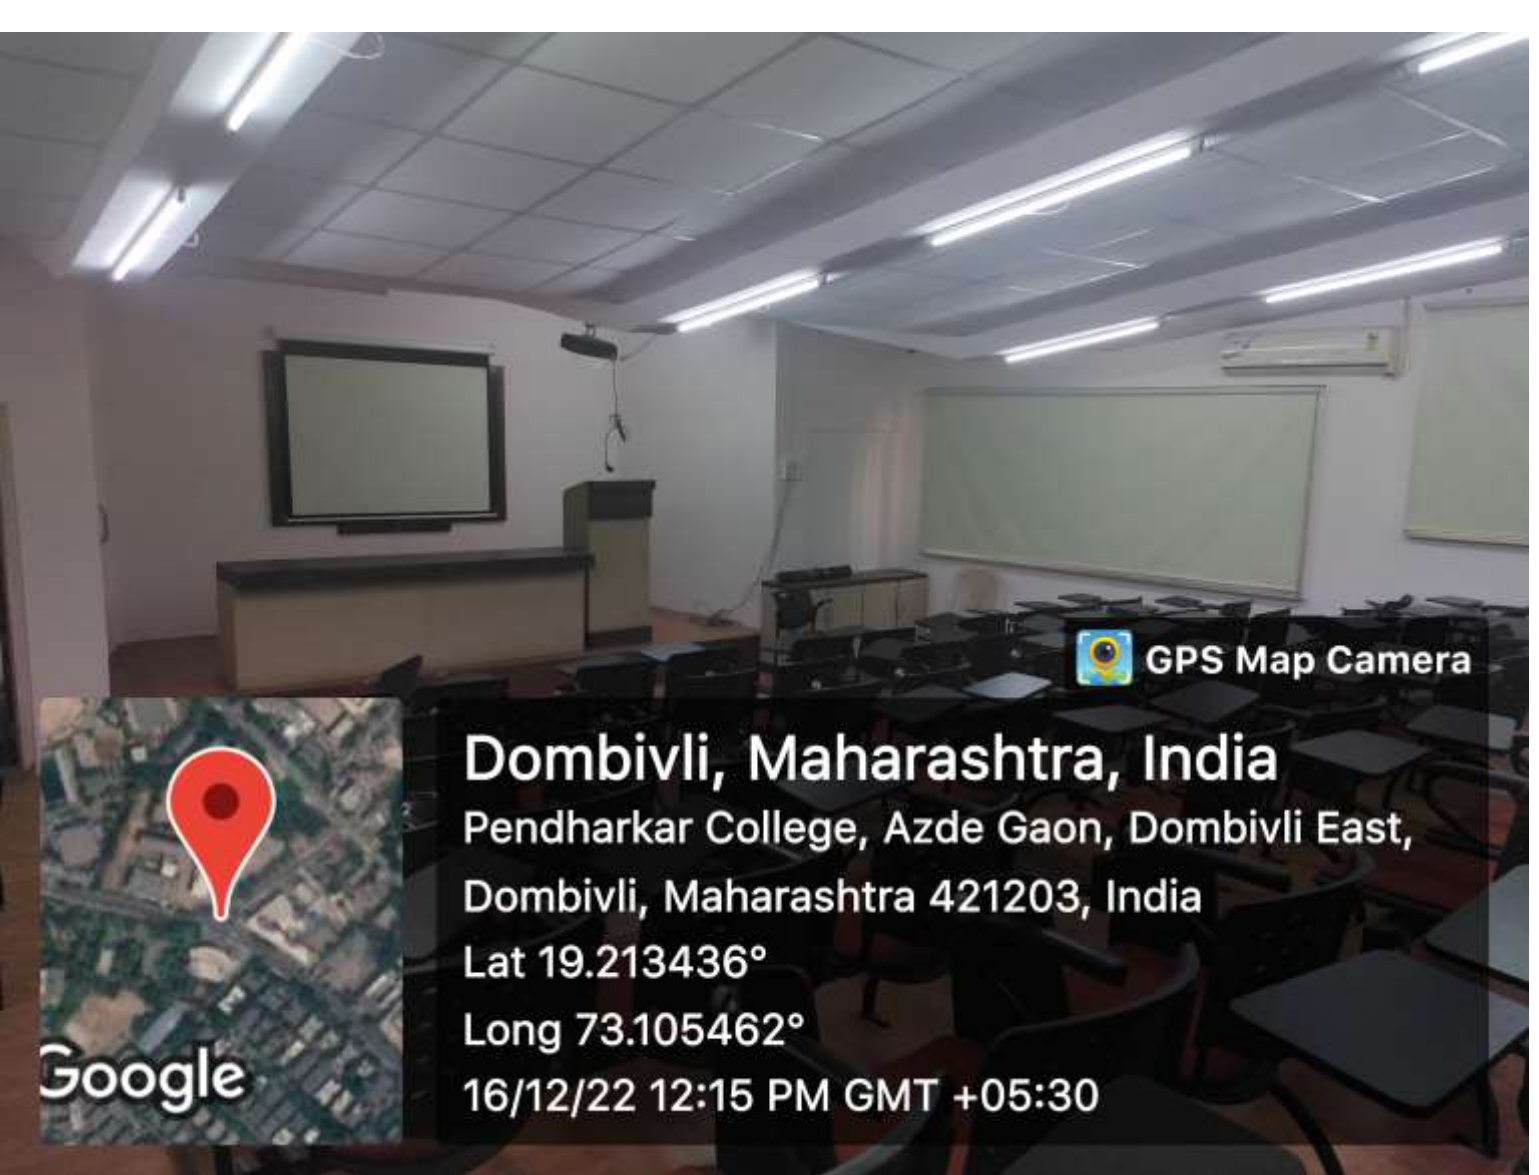 GPS Map Camera
Dombivli, Maharashtra, India
Pendharkar College, Azde Gaon, Dombivli East,
Dombivli, Maharashtra 421203, India
Lat 19.213436°
Long 73.105462°
16/12/22 12:15 PM GMT +05:30
Google